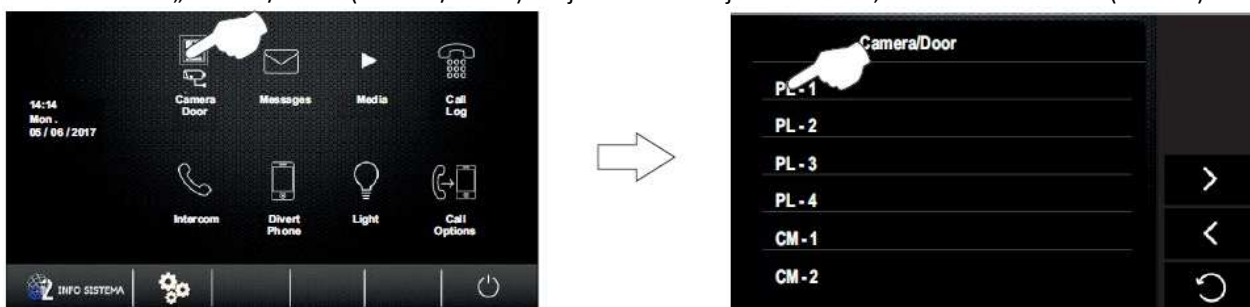 14:14
Mon .
05 / 06 / 2017
Camera
Door
Messages
Media
Call
Log
Intercom
Divert
Phone
Light
Call
Options
INFO SISTEMA
Camera/Door
PL - 1
PL - 2
PL - 3
PL - 4
CM - 1
CM - 2